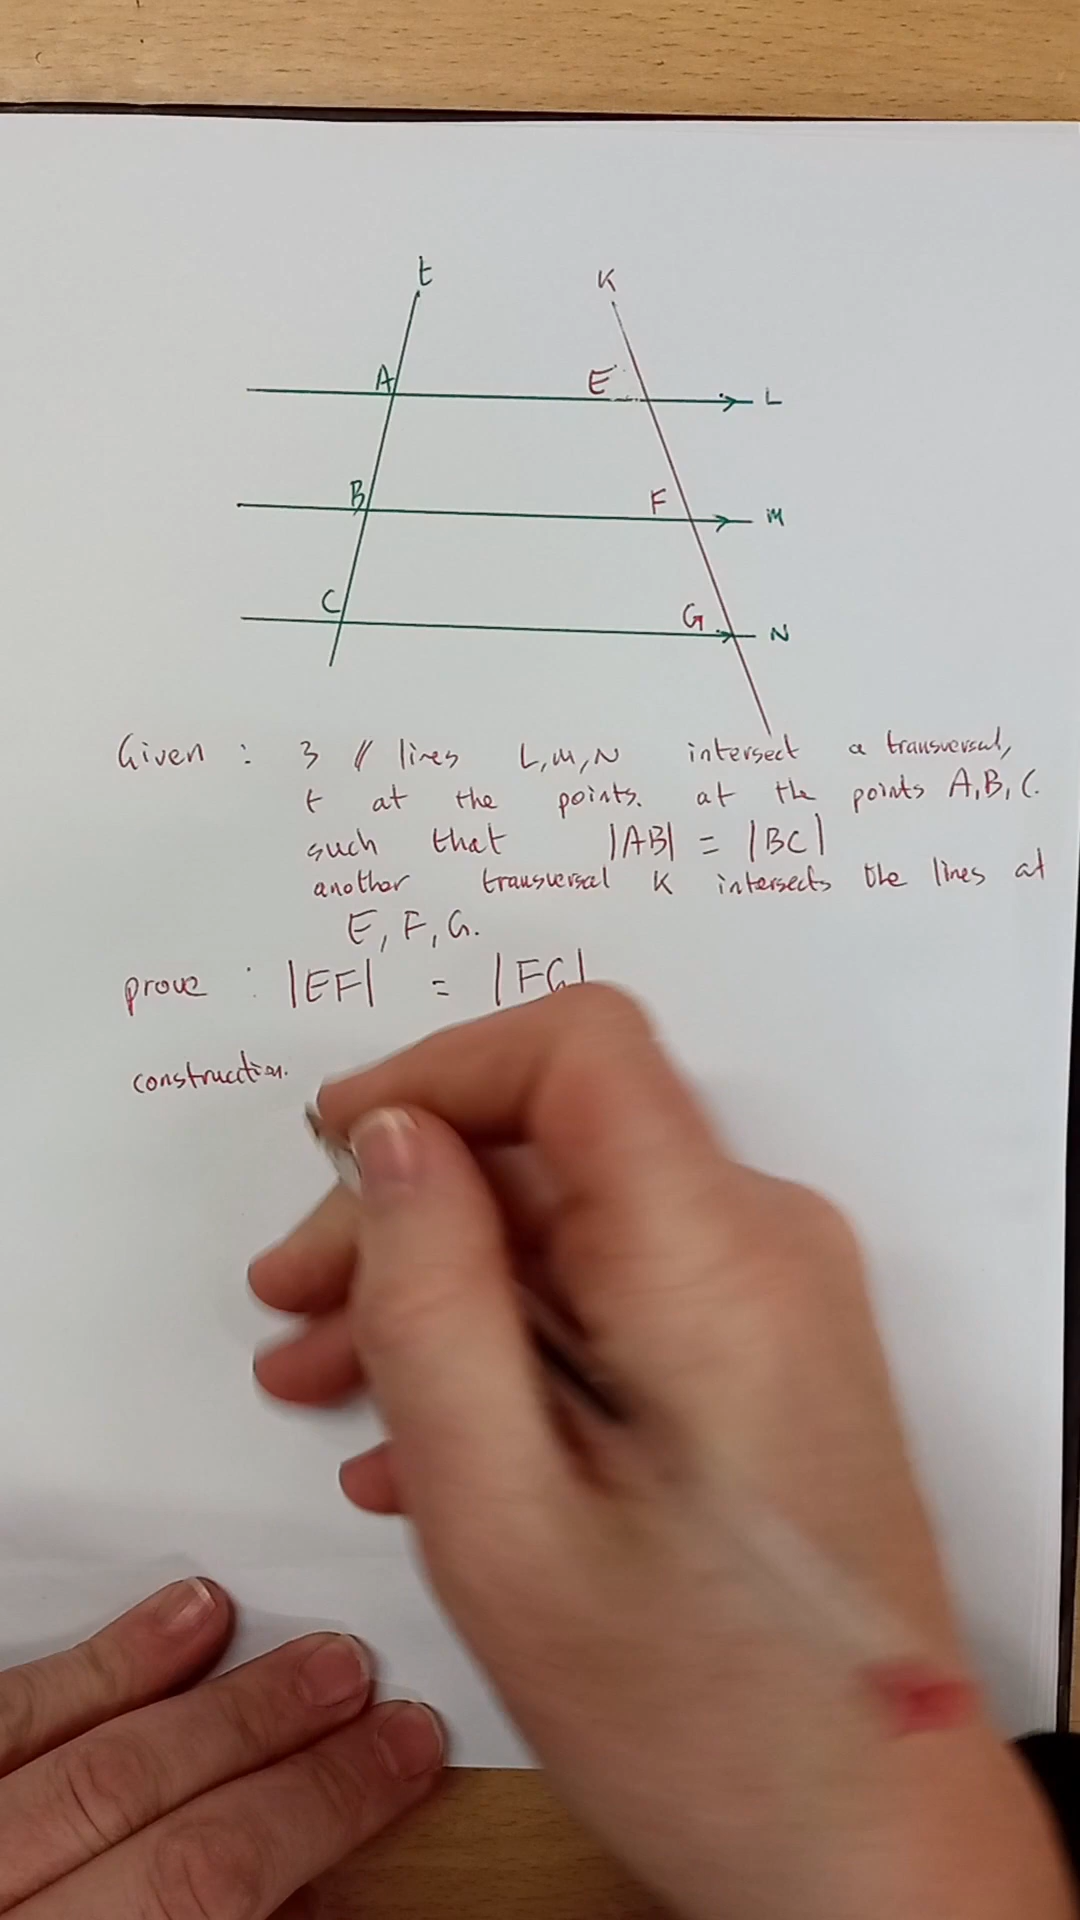 t
K
A
E
L
B
F
M
C
G
N
Given : 3 // lines L, M, N intersect a transversal,
t at the points. at the points A, B, C.
such that |AB| = |BC|
another transversal K intersects the lines at
E, F, G.
prove : |EF| = |FG|
construction.